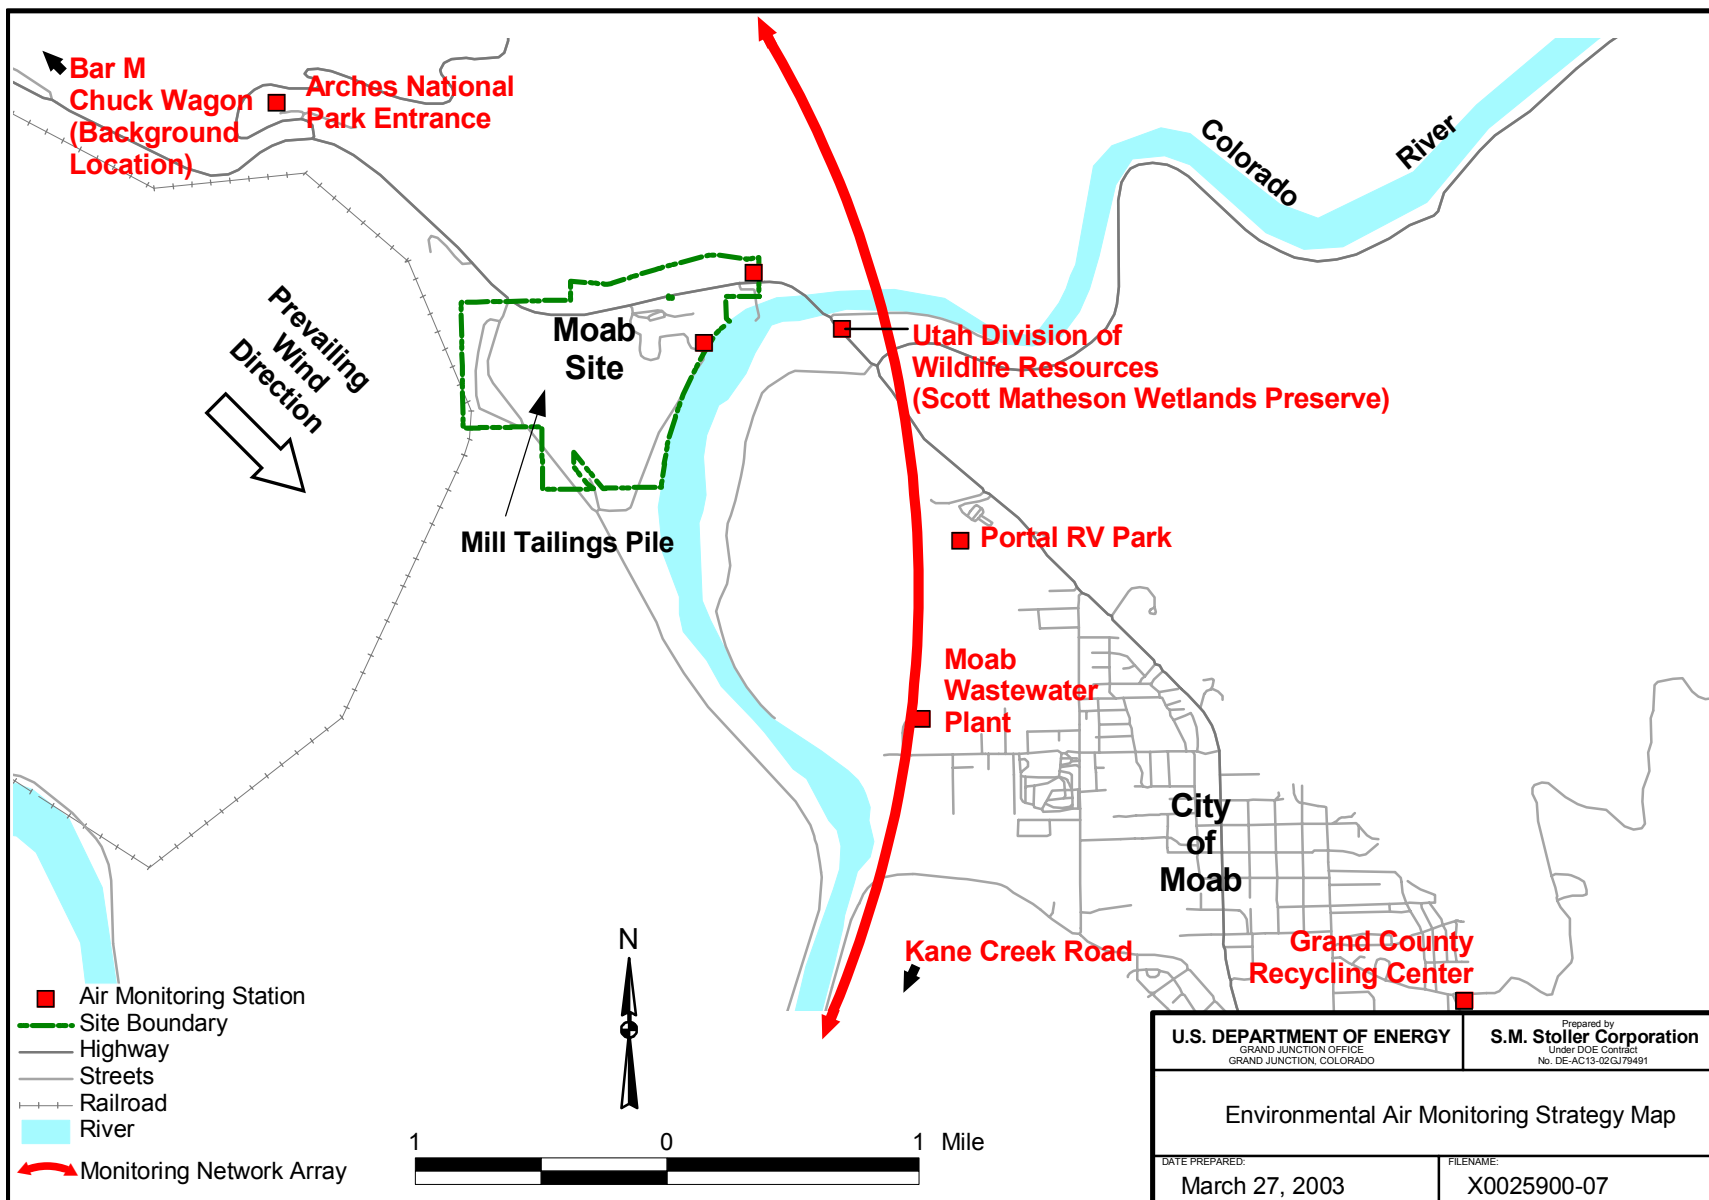 Bar M
Chuck Wagon
(Background
Location)
Arches National
Park Entrance
Colorado
River
Prevailing
Wind
Direction
Moab
Site
Utah Division of
Wildlife Resources
(Scott Matheson Wetlands Preserve)
Mill Tailings Pile
Portal RV Park
Moab
Wastewater
Plant
City
of
Moab
Kane Creek Road
Grand County
Recycling Center
N
Air Monitoring Station
Site Boundary
Highway
Streets
Railroad
River
Monitoring Network Array
1 0 1 Mile
U.S. DEPARTMENT OF ENERGY
GRAND JUNCTION OFFICE
GRAND JUNCTION, COLORADO
Prepared by
S.M. Stoller Corporation
Under DOE Contract
No. DE-AC13-02GJ79491
Environmental Air Monitoring Strategy Map
DATE PREPARED:
March 27, 2003
FILENAME:
X0025900-07